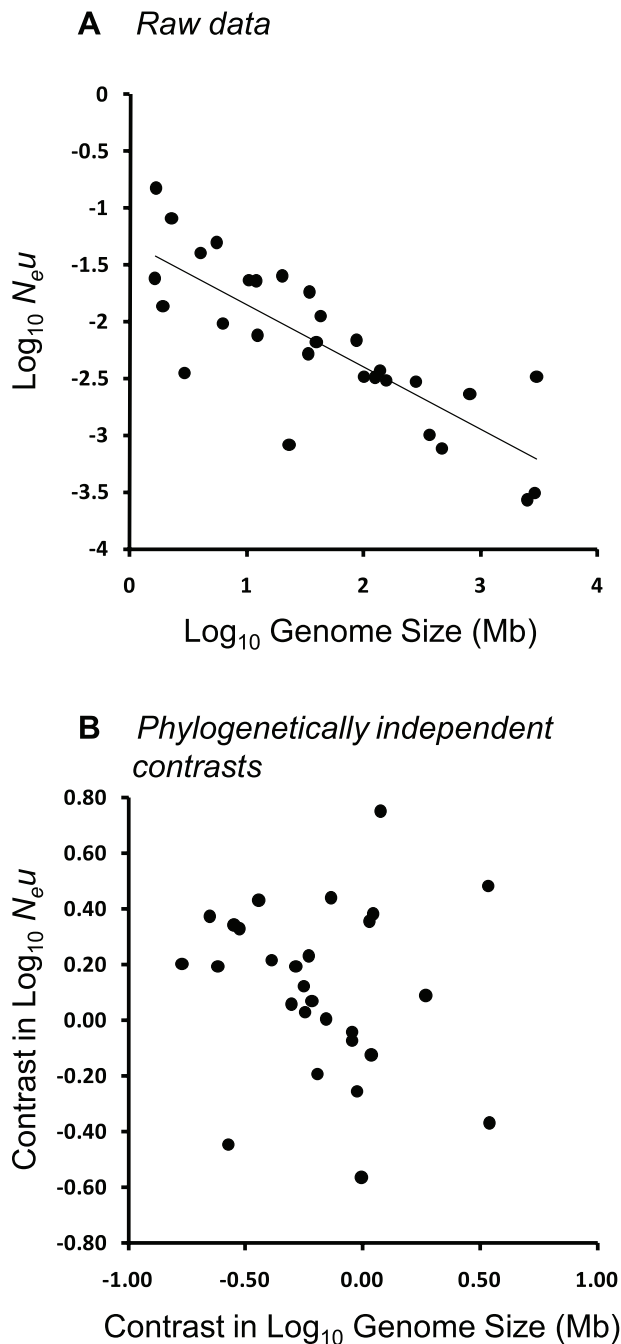 A Raw data
0
-0.5
-1
-1.5
-2
-2.5
-3
-3.5
-4
Log₁₀ Nₑu
0 1 2 3 4
Log₁₀ Genome Size (Mb)
B Phylogenetically independent
contrasts
0.80
0.60
0.40
0.20
0.00
-0.20
-0.40
-0.60
-0.80
Contrast in Log₁₀ Nₑu
-1.00 -0.50 0.00 0.50 1.00
Contrast in Log₁₀ Genome Size (Mb)